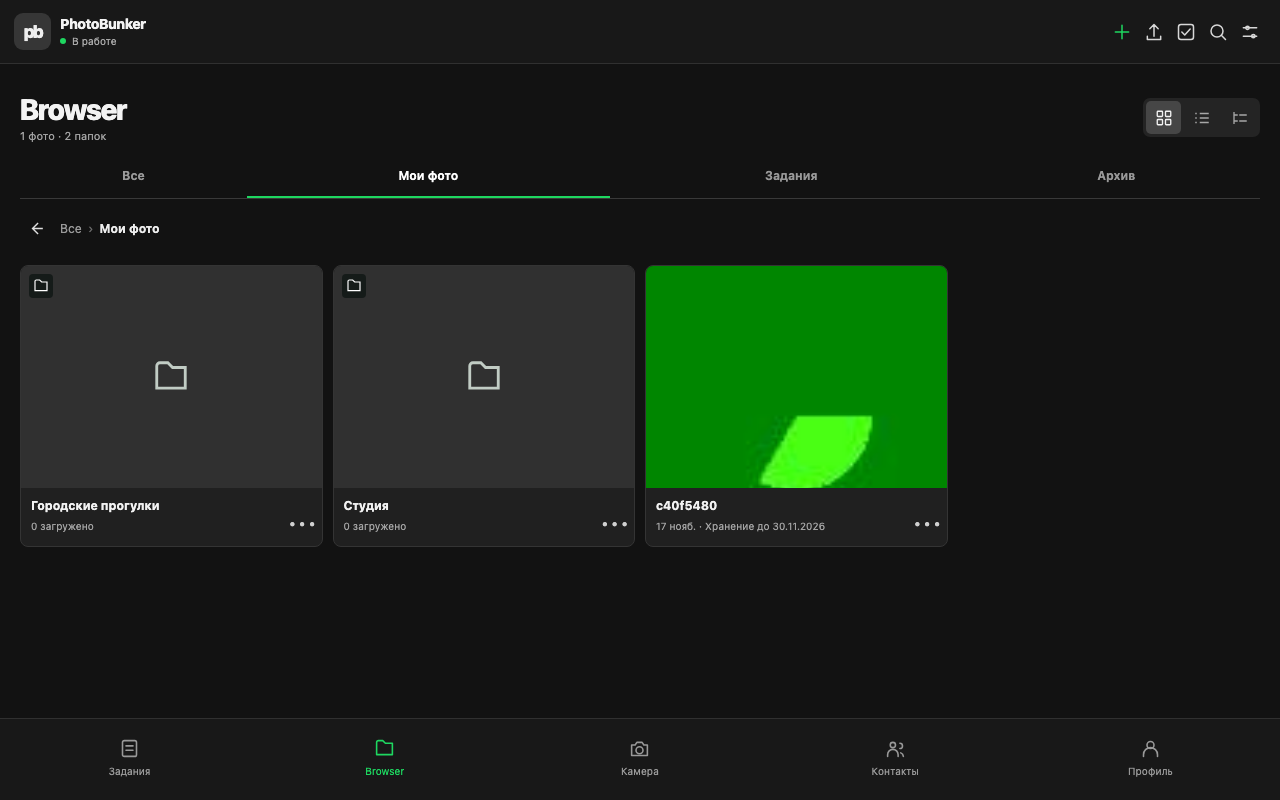 pb
PhotoBunker
В работе
Browser
1 фото · 2 папок
Все
Мои фото
Задания
Архив
Все › Мои фото
Городские прогулки
0 загружено
Студия
0 загружено
c40f5480
17 нояб. · Хранение до 30.11.2026
Задания
Browser
Камера
Контакты
Профиль